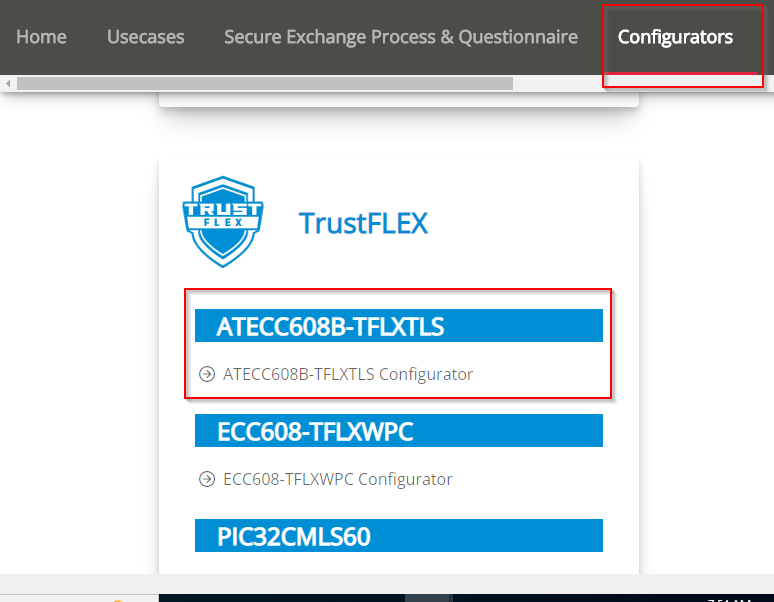 Home Usecases Secure Exchange Process & Questionnaire Configurators
TRUST
FLEX
TrustFLEX
ATECC608B-TFLXTLS
ATECC608B-TFLXTLS Configurator
ECC608-TFLXWPC
ECC608-TFLXWPC Configurator
PIC32CMLS60